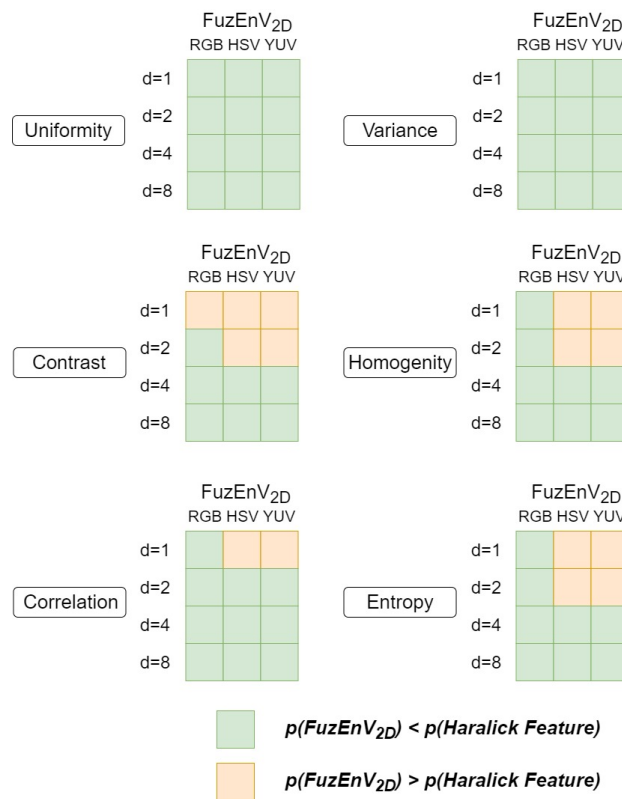 FuzEnV2D
RGB HSV YUV
d=1
d=2
Uniformity
d=4
d=8
FuzEnV2D
RGB HSV YUV
d=1
d=2
Variance
d=4
d=8
FuzEnV2D
RGB HSV YUV
d=1
d=2
Contrast
d=4
d=8
FuzEnV2D
RGB HSV YUV
d=1
d=2
Homogenity
d=4
d=8
FuzEnV2D
RGB HSV YUV
d=1
d=2
Correlation
d=4
d=8
FuzEnV2D
RGB HSV YUV
d=1
d=2
Entropy
d=4
d=8
p(FuzEnV2D) < p(Haralick Feature)
p(FuzEnV2D) > p(Haralick Feature)